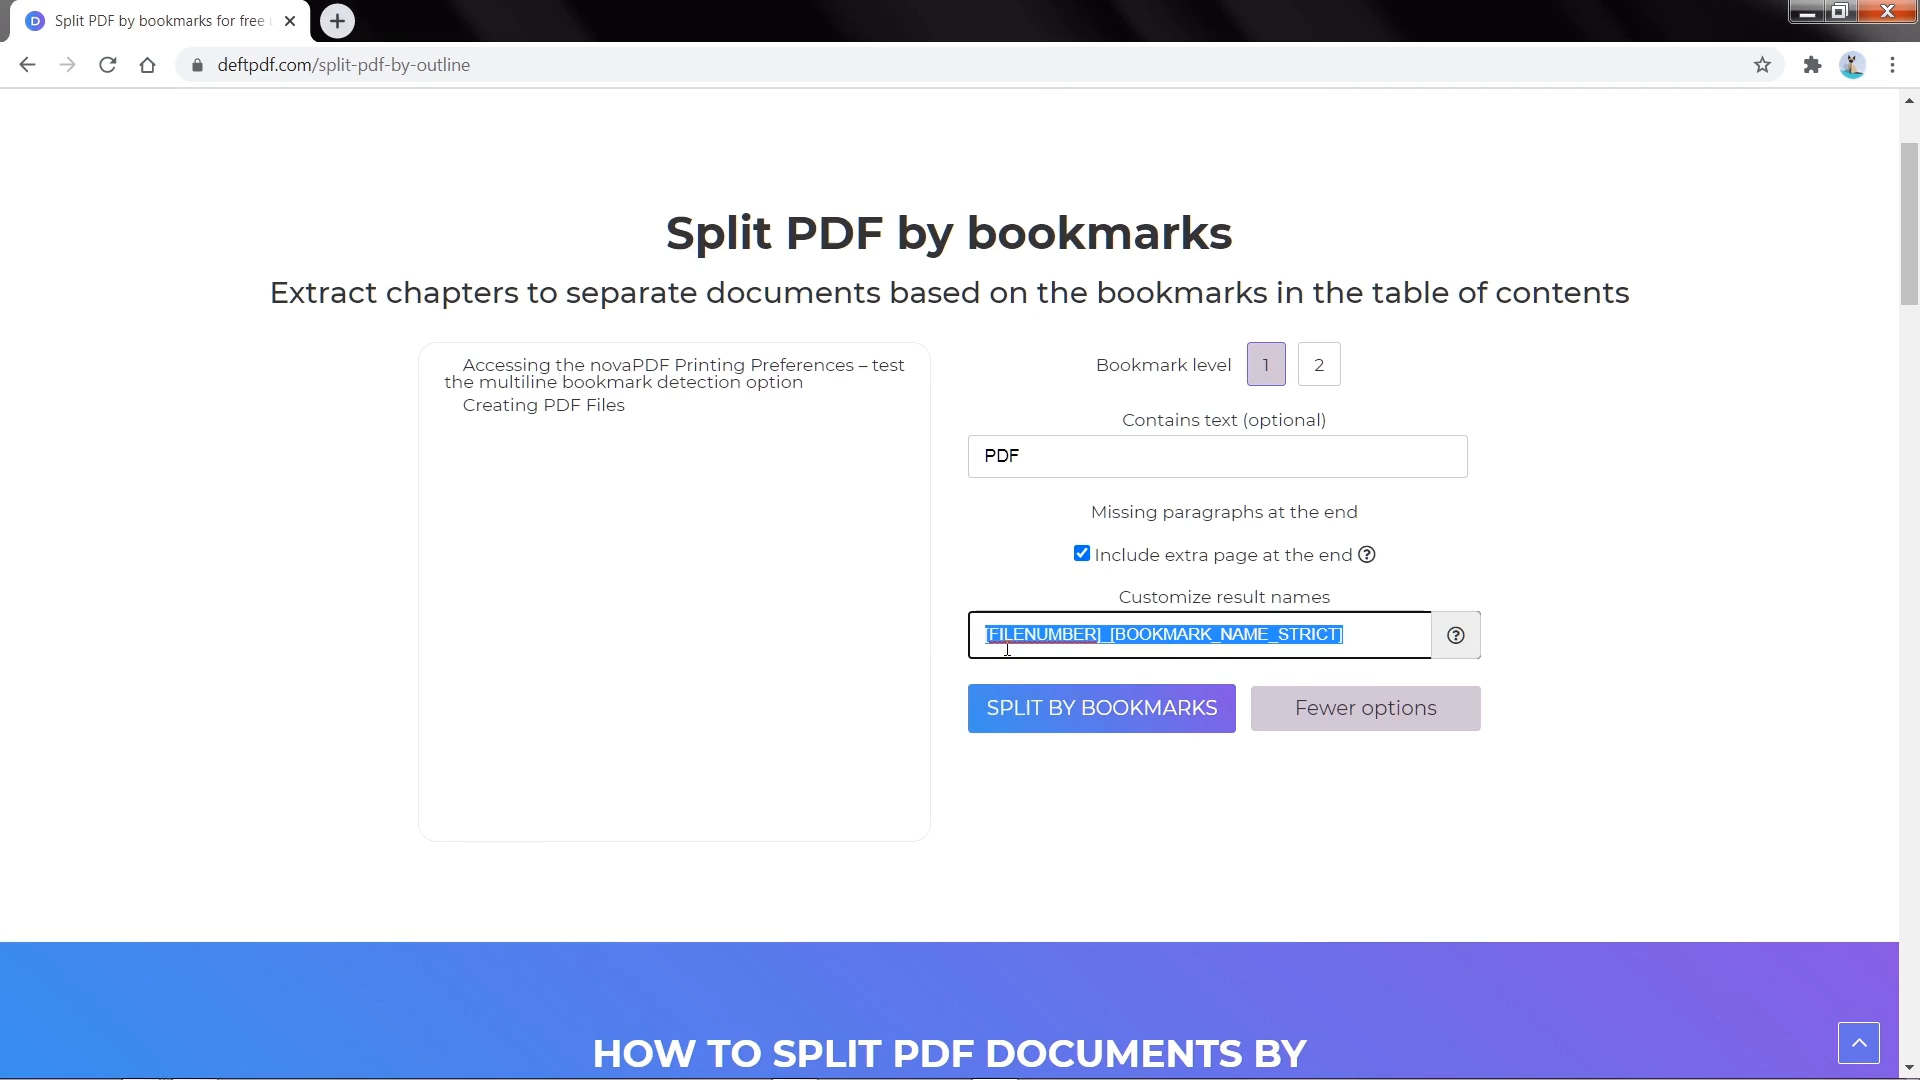 Split PDF by bookmarks for free
deftpdf.com/split-pdf-by-outline
Split PDF by bookmarks
Extract chapters to separate documents based on the bookmarks in the table of contents
Accessing the novaPDF Printing Preferences – test
the multiline bookmark detection option
Creating PDF Files
Bookmark level 1 2
Contains text (optional)
PDF
Missing paragraphs at the end
Include extra page at the end
Customize result names
[FILENUMBER]_[BOOKMARK_NAME_STRICT]
SPLIT BY BOOKMARKS
Fewer options
HOW TO SPLIT PDF DOCUMENTS BY